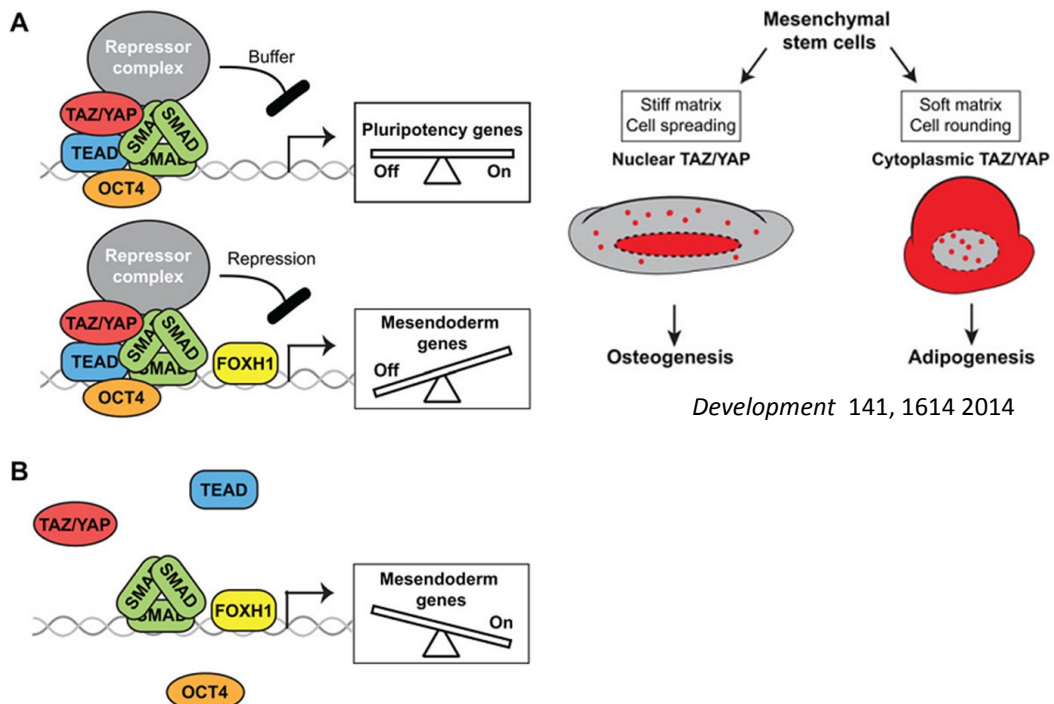 A
Repressor
complex
Buffer
TAZ/YAP
SMAD
SMAD
TEAD
SMAD
OCT4
Pluripotency genes
Off
On
Repressor
complex
Repression
TAZ/YAP
SMAD
SMAD
TEAD
SMAD
FOXH1
OCT4
Mesendoderm
genes
Off
Mesenchymal
stem cells
Stiff matrix
Cell spreading
Nuclear TAZ/YAP
Osteogenesis
Soft matrix
Cell rounding
Cytoplasmic TAZ/YAP
Adipogenesis
Development 141, 1614 2014
B
TEAD
TAZ/YAP
SMAD
SMAD
SMAD
FOXH1
OCT4
Mesendoderm
genes
On